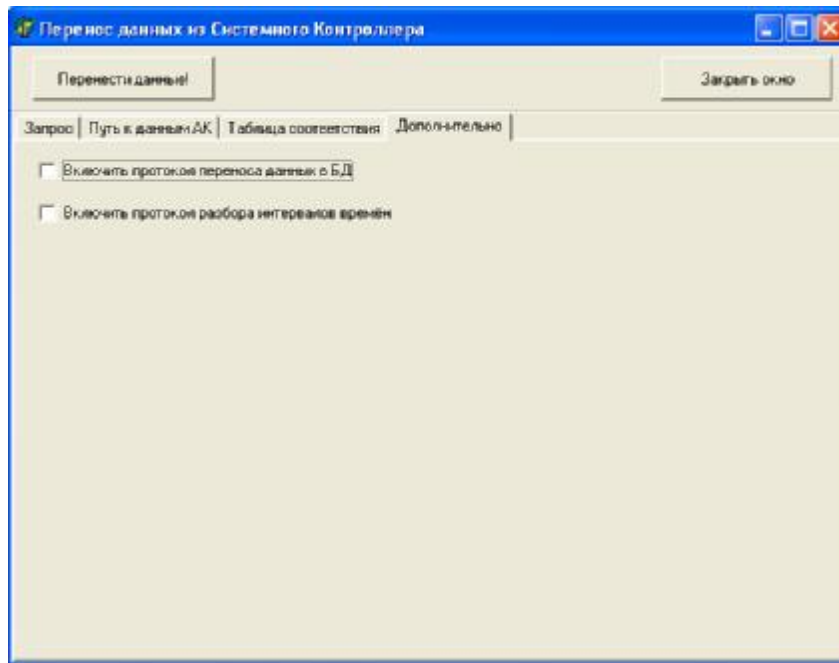 Перенос данных из Системного Контроллера
Перенести данные! Закрыть окно
Запрос Путь к данным АК Таблица соответствия Дополнительно
Включить протокол переноса данных в БД
Включить протокол разбора интервалов времён